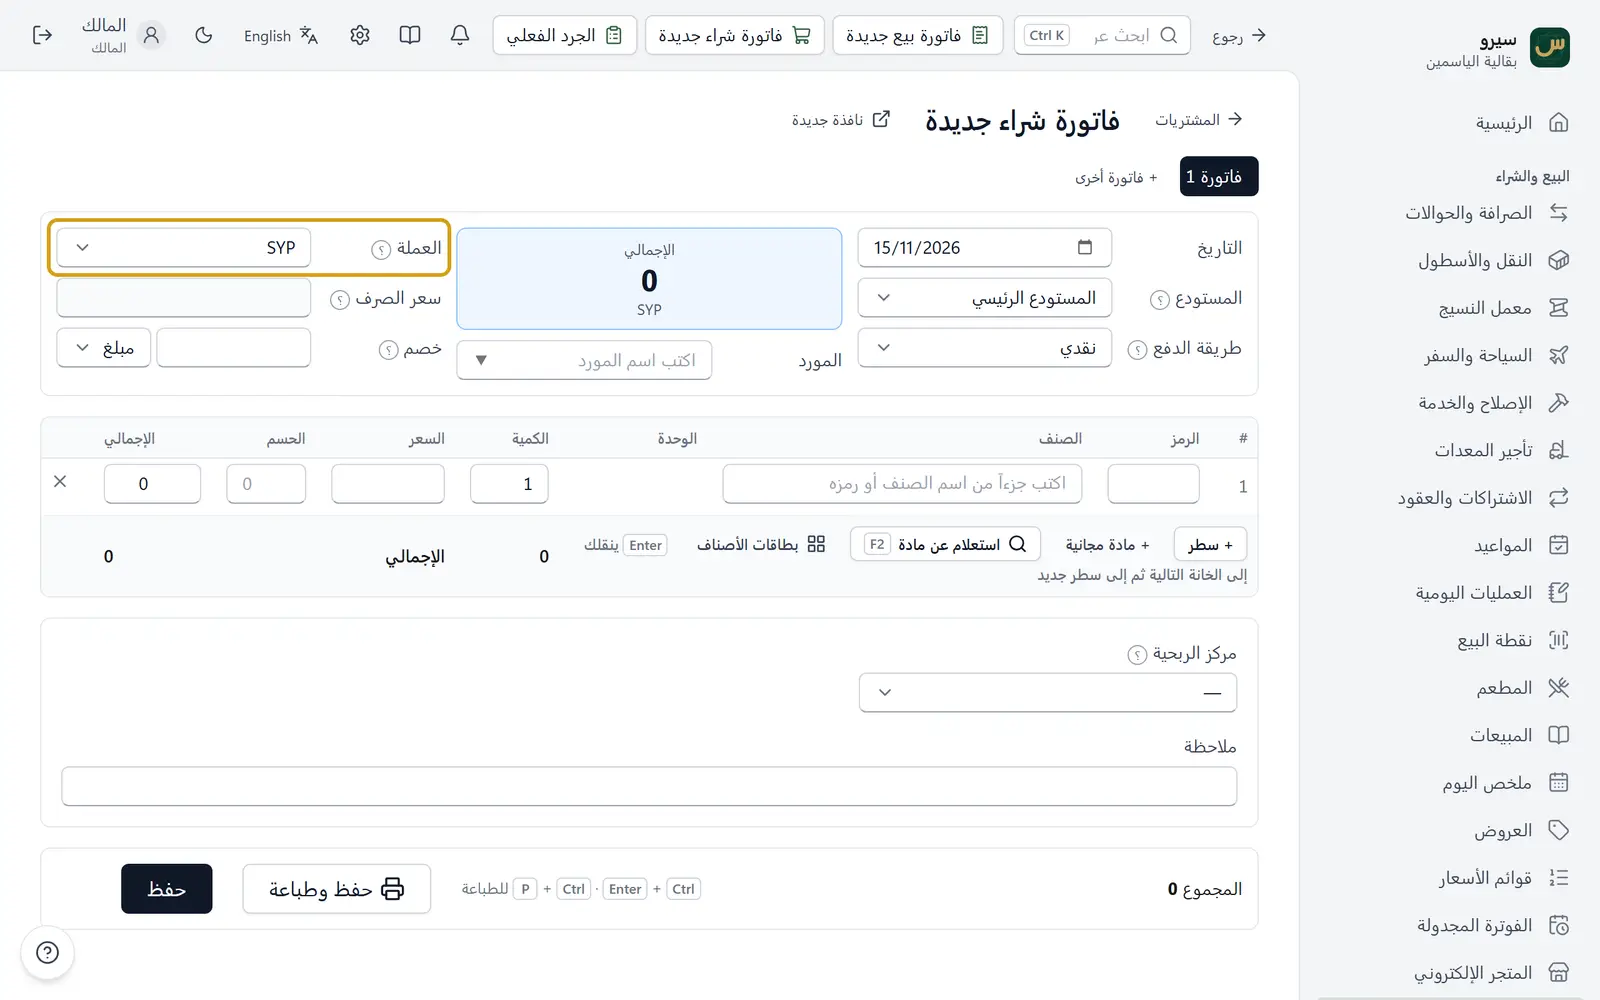 سيرو
بقالية الياسمين
رجوع
ابحث عن
Ctrl K
فاتورة بيع جديدة
فاتورة شراء جديدة
الجرد الفعلي
English
المالك
المالك
الرئيسية
البيع والشراء
الصرافة والحوالات
النقل والأسطول
معمل النسيج
السياحة والسفر
الإصلاح والخدمة
تأجير المعدات
الاشتراكات والعقود
المواعيد
العمليات اليومية
نقطة البيع
المطعم
المبيعات
ملخص اليوم
العروض
قوائم الأسعار
الفوترة المجدولة
المتجر الإلكتروني
المشتريات
فاتورة شراء جديدة
نافذة جديدة
فاتورة 1
+ فاتورة أخرى
التاريخ
15/11/2026
المستودع ؟
المستودع الرئيسي
طريقة الدفع ؟
نقدي
الإجمالي
0
SYP
المورد
اكتب اسم المورد
العملة ؟
SYP
سعر الصرف ؟
خصم ؟
مبلغ
# الرمز الصنف الوحدة الكمية السعر الحسم الإجمالي
1 اكتب جزءاً من اسم الصنف أو رمزه 1 0 0
+ سطر
+ مادة مجانية
استعلام عن مادة F2
بطاقات الأصناف
Enter ينقلك
إلى الخانة التالية ثم إلى سطر جديد
0 الإجمالي 0
مركز الربحية ؟
—
ملاحظة
المجموع 0
Ctrl + Enter · Ctrl + P للطباعة
حفظ وطباعة
حفظ